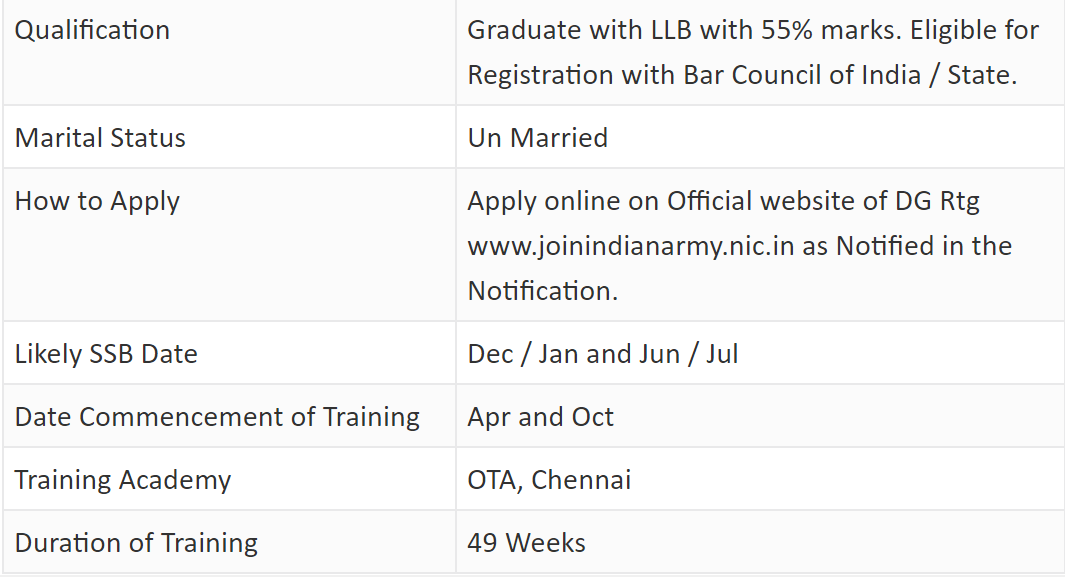 Qualification
Graduate with LLB with 55% marks. Eligible for
Registration with Bar Council of India / State.
Marital Status
Un Married
How to Apply
Apply online on Official website of DG Rtg
www.joinindianarmy.nic.in as Notified in the
Notification.
Likely SSB Date
Dec / Jan and Jun / Jul
Date Commencement of Training
Apr and Oct
Training Academy
OTA, Chennai
Duration of Training
49 Weeks